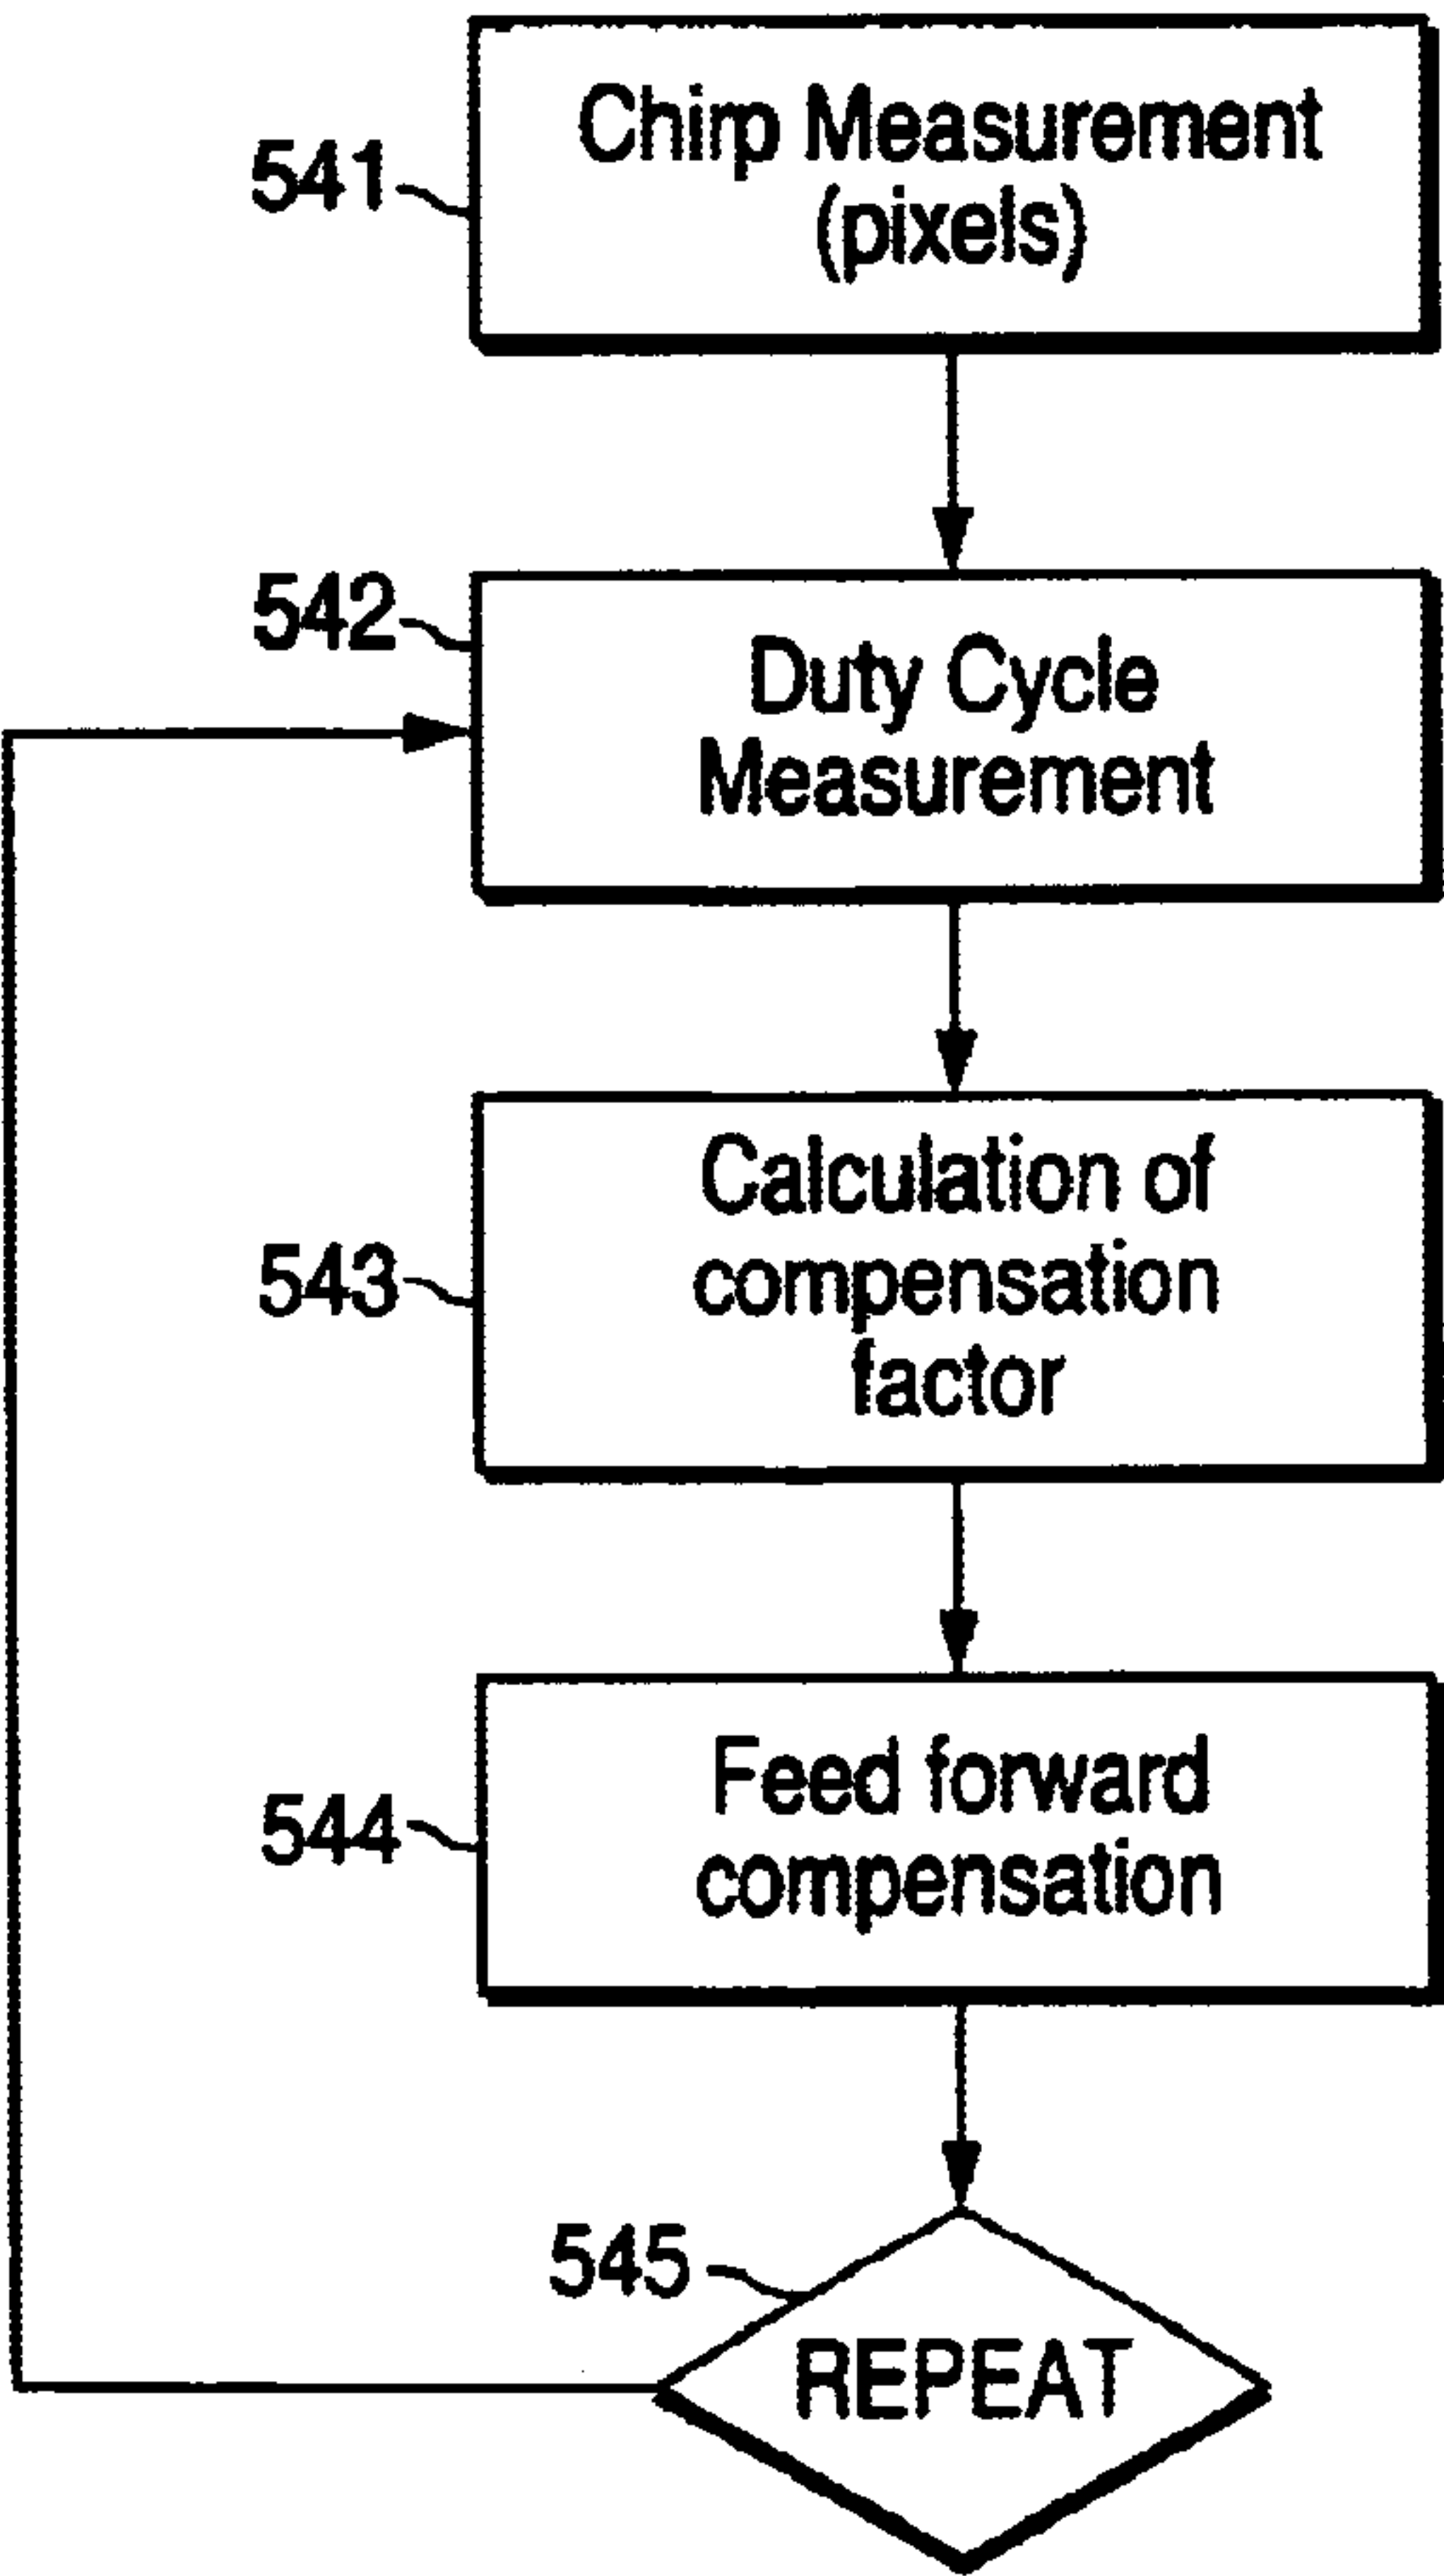 541
Chirp Measurement
(pixels)
542
Duty Cycle
Measurement
543
Calculation of
compensation
factor
544
Feed forward
compensation
545
REPEAT